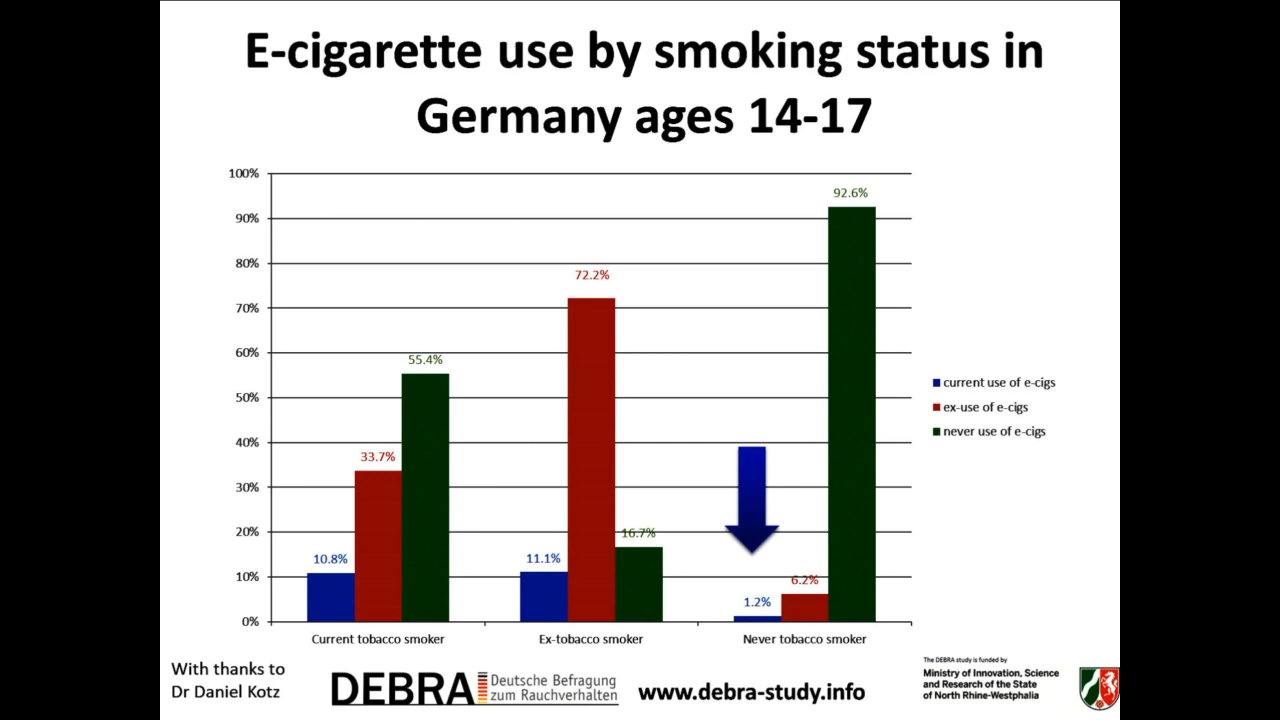 E-cigarette use by smoking status in
Germany ages 14-17
100%
90%
80%
70%
60%
50%
40%
30%
20%
10%
0%
10.8%
33.7%
55.4%
11.1%
72.2%
16.7%
1.2%
6.2%
92.6%
Current tobacco smoker
Ex-tobacco smoker
Never tobacco smoker
current use of e-cigs
ex-use of e-cigs
never use of e-cigs
With thanks to
Dr Daniel Kotz
DEBRA
Deutsche Befragung
zum Rauchverhalten
www.debra-study.info
The DEBRA study is funded by
Ministry of Innovation, Science
and Research of the State
of North Rhine-Westphalia